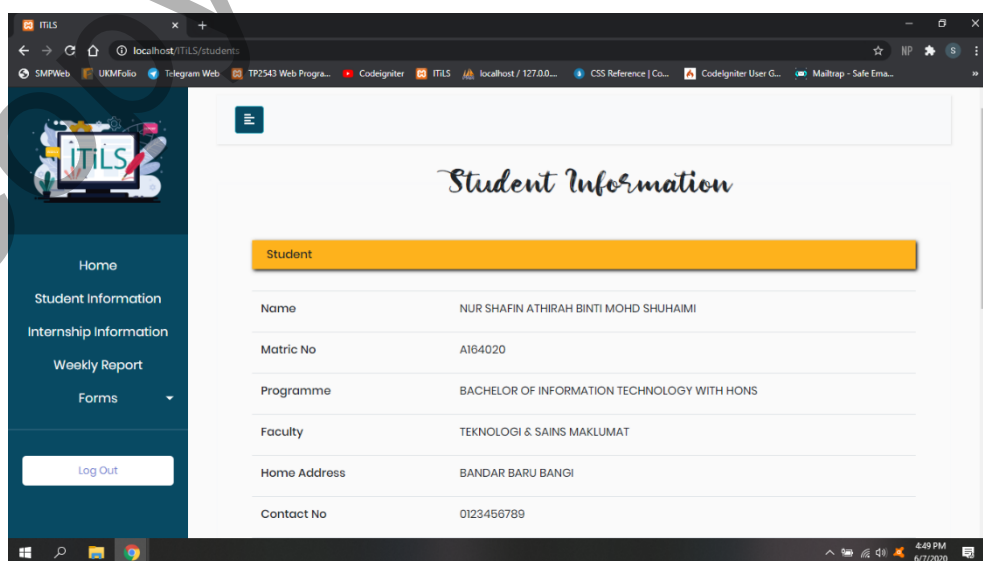 ITiLS
localhost/ITiLS/students
NP
S
SMPWeb UKMFolio Telegram Web TP2543 Web Progra... Codeigniter ITiLS localhost / 127.0.0.... CSS Reference | Co... CodeIgniter User G... Mailtrap - Safe Ema...
ITiLS
Student Information
Home
Student Information
Internship Information
Weekly Report
Forms
Log Out
Student
Name NUR SHAFIN ATHIRAH BINTI MOHD SHUHAIMI
Matric No A164020
Programme BACHELOR OF INFORMATION TECHNOLOGY WITH HONS
Faculty TEKNOLOGI & SAINS MAKLUMAT
Home Address BANDAR BARU BANGI
Contact No 0123456789
4:49 PM
6/7/2020